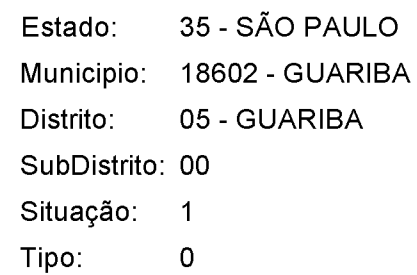 Estado: 35 - SÃO PAULO
Municipio: 18602 - GUARIBA
Distrito: 05 - GUARIBA
SubDistrito: 00
Situação: 1
Tipo: 0